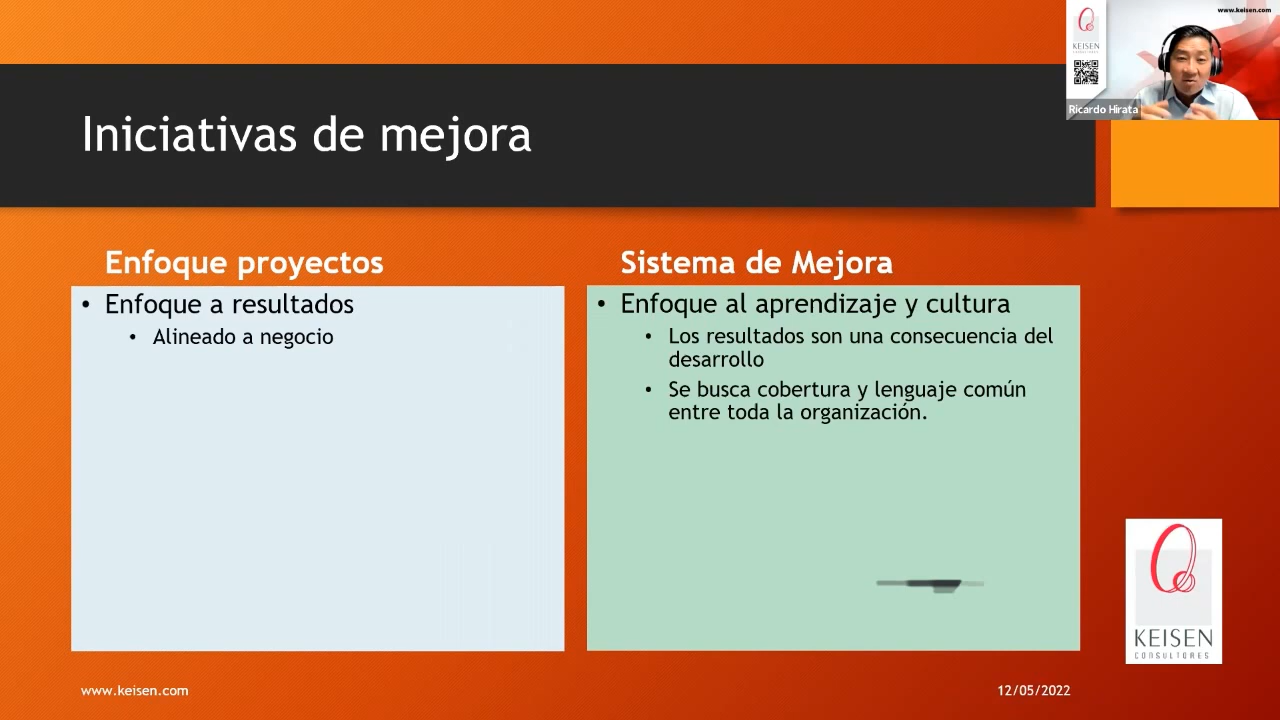 www.keisen.com
KEISEN
Ricardo Hirata
Iniciativas de mejora
Enfoque proyectos
• Enfoque a resultados
• Alineado a negocio
Sistema de Mejora
• Enfoque al aprendizaje y cultura
• Los resultados son una consecuencia del
desarrollo
• Se busca cobertura y lenguaje común
entre toda la organización.
KEISEN
CONSULTORES
www.keisen.com
12/05/2022